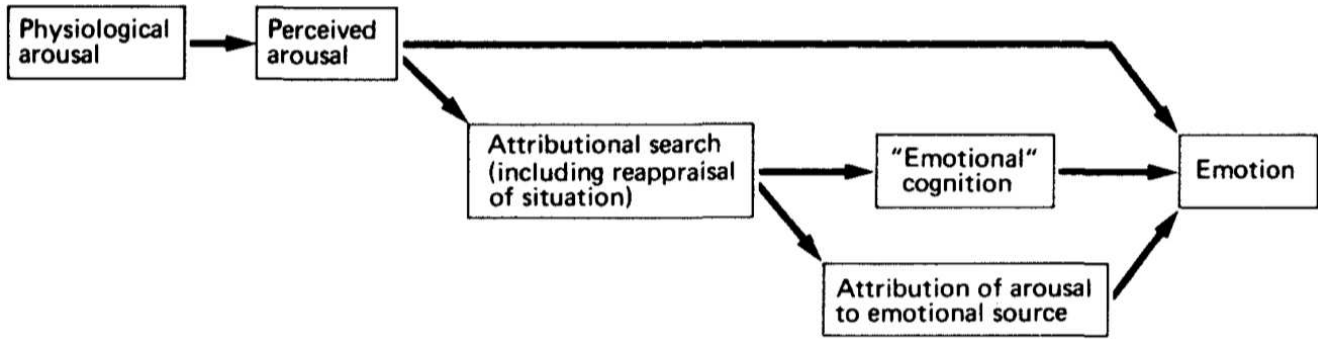 Physiological
arousal
Perceived
arousal
Attributional search
(including reappraisal
of situation)
"Emotional"
cognition
Emotion
Attribution of arousal
to emotional source